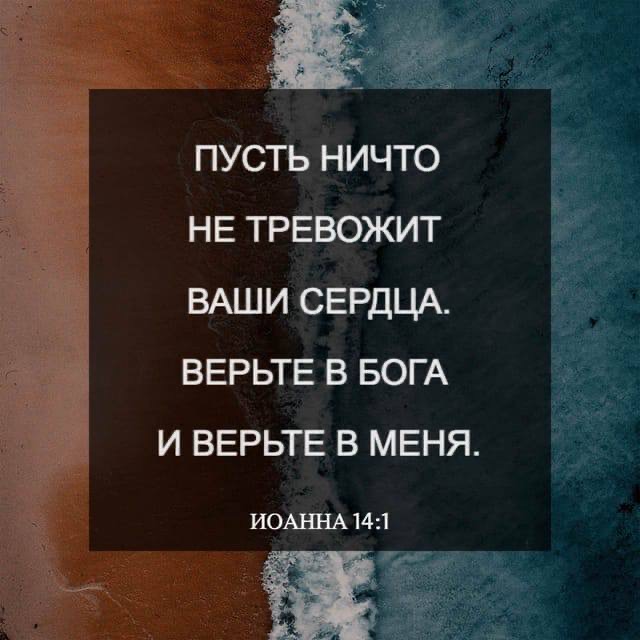 ПУСТЬ НИЧТО
НЕ ТРЕВОЖИТ
ВАШИ СЕРДЦА.
ВЕРЬТЕ В БОГА
И ВЕРЬТЕ В МЕНЯ.
ИОАННА 14:1